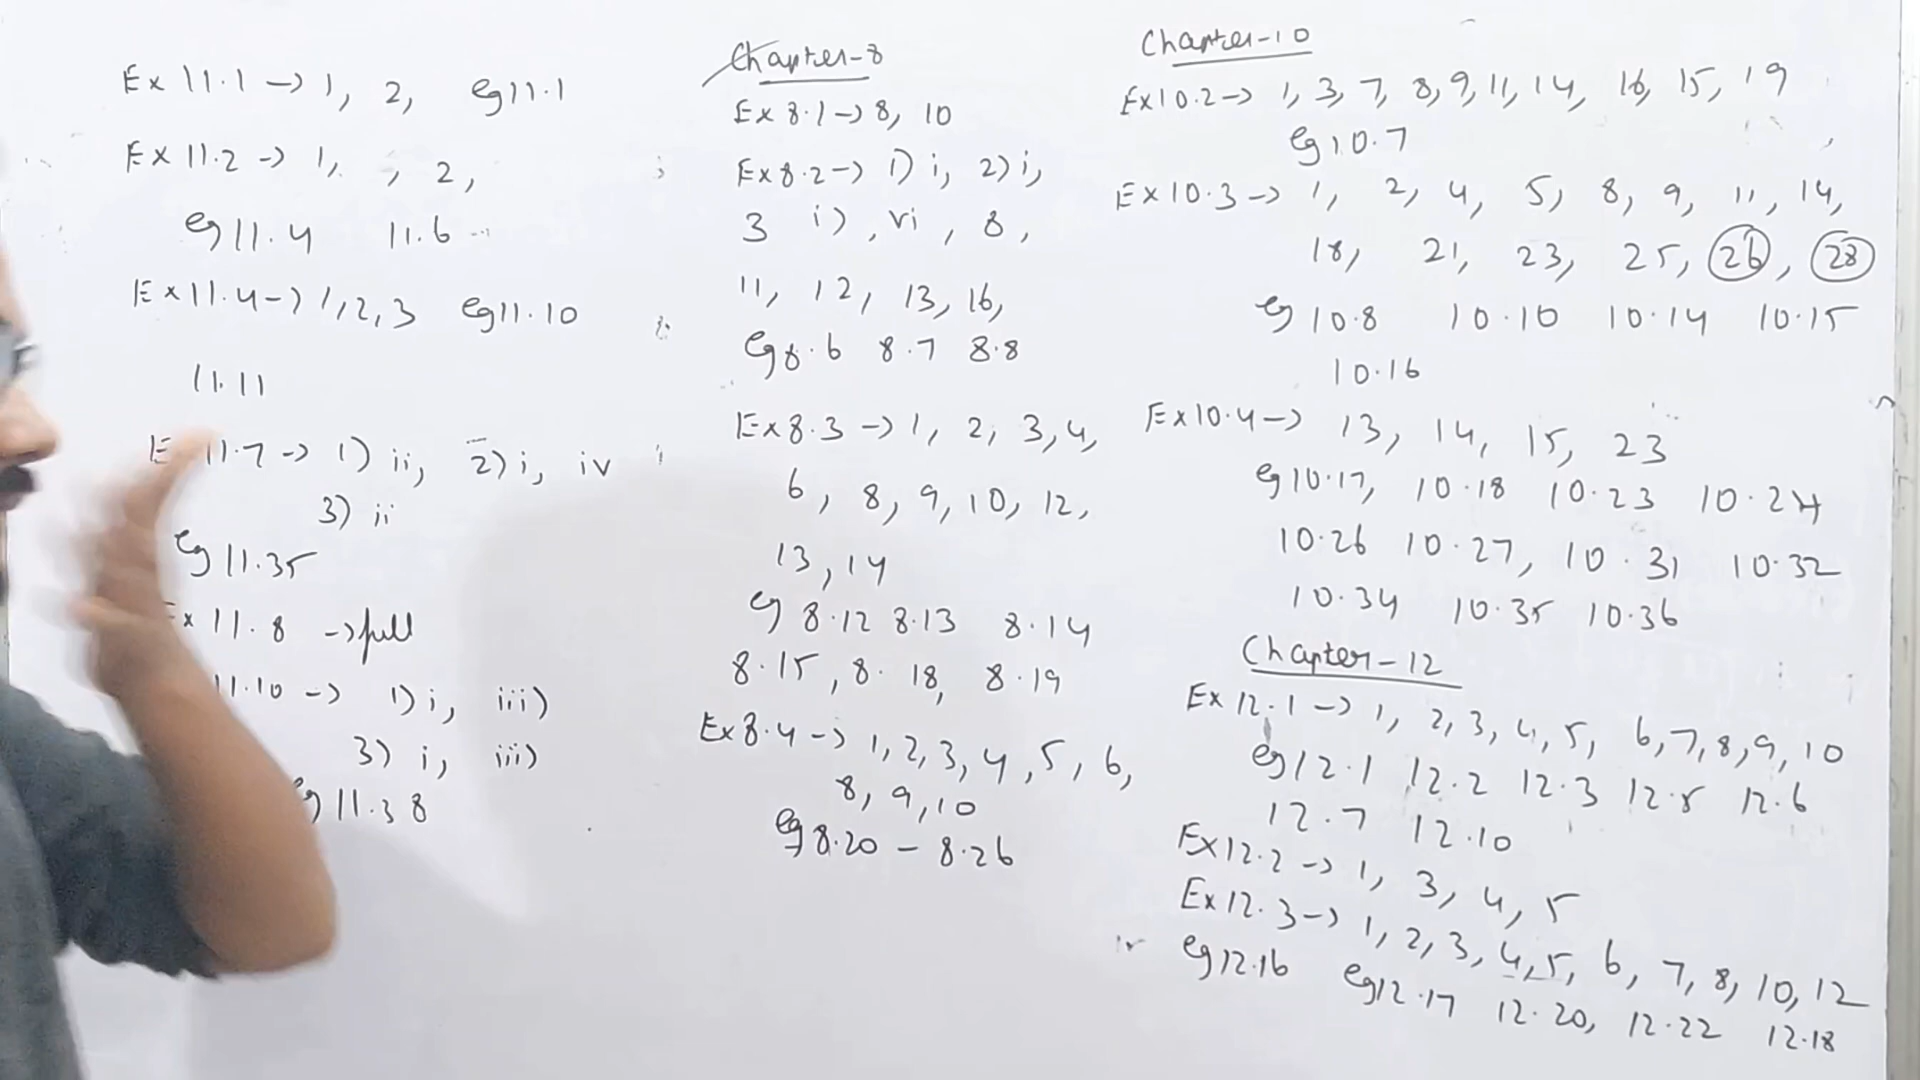 Ex 11.1 -> 1, 2, eg 11.1
Ex 11.2 -> 1, , 2,
eg 11.4 11.6
Ex 11.4 -> 1, 2, 3 eg 11.10
11.11
E 11.7 -> 1) ii, 2) i, iv
3) ii
eg 11.35
Ex 11.8 -> full
11.10 -> 1) i, iii)
3) i, iii)
eg 11.38
Chapter-8
Ex 8.1 -> 8, 10
Ex 8.2 -> 1) i, 2) i,
3 i), vi, 8,
11, 12, 13, 16,
eg 8.6 8.7 8.8
Ex 8.3 -> 1, 2, 3, 4,
6, 8, 9, 10, 12,
13, 14
eg 8.12 8.13 8.14
8.15, 8.18, 8.19
Ex 8.4 -> 1, 2, 3, 4, 5, 6,
8, 9, 10
eg 8.20 - 8.26
Chapter-10
Ex 10.2 -> 1, 3, 7, 8, 9, 11, 14, 16, 15, 19
eg 10.7
Ex 10.3 -> 1, 2, 4, 5, 8, 9, 11, 14,
18, 21, 23, 25, 26, 28
eg 10.8 10.10 10.14 10.15
10.16
Ex 10.4 -> 13, 14, 15, 23
eg 10.17, 10.18 10.23 10.24
10.26 10.27, 10.31 10.32
10.34 10.35 10.36
Chapter-12
Ex 12.1 -> 1, 2, 3, 4, 5, 6, 7, 8, 9, 10
eg 12.1 12.2 12.3 12.5 12.6
12.7 12.10
Ex 12.2 -> 1, 3, 4, 5
Ex 12.3 -> 1, 2, 3, 4, 5, 6, 7, 8, 10, 12
eg 12.16 eg 12.17 12.20, 12.22 12.18